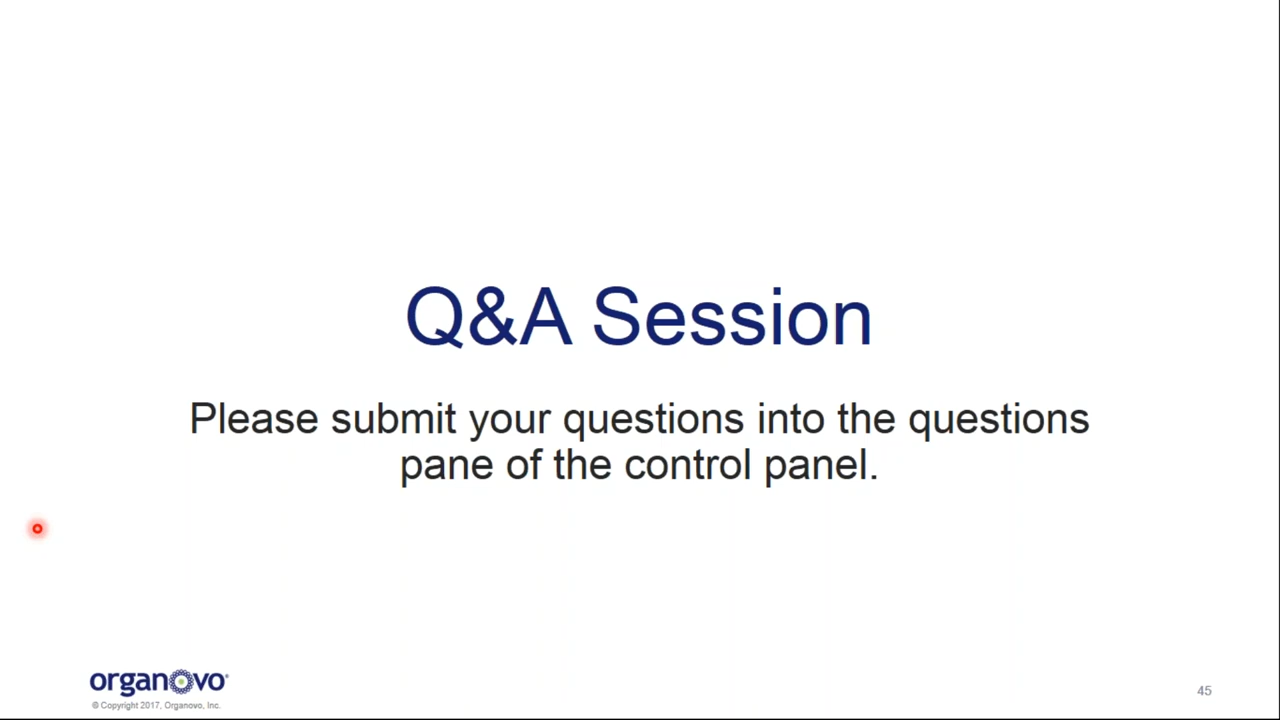 Q&A Session
Please submit your questions into the questions
pane of the control panel.
organovo
© Copyright 2017, Organovo, Inc.
45